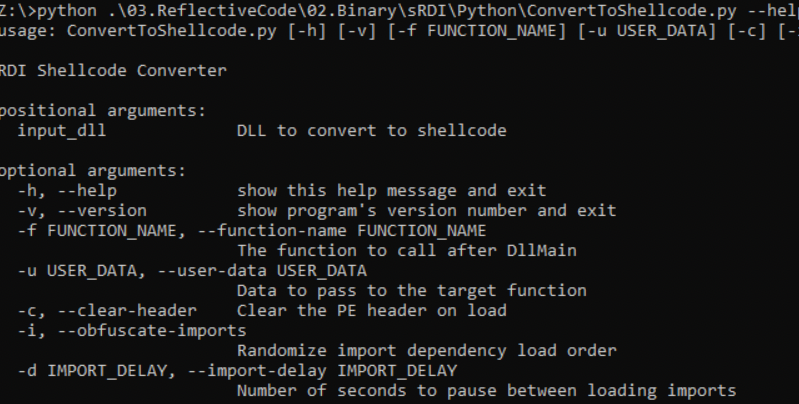 Z:\>python .\03.ReflectiveCode\02.Binary\sRDI\Python\ConvertToShellcode.py --help
usage: ConvertToShellcode.py [-h] [-v] [-f FUNCTION_NAME] [-u USER_DATA] [-c] [-
RDI Shellcode Converter
positional arguments:
input_dll DLL to convert to shellcode
optional arguments:
-h, --help show this help message and exit
-v, --version show program's version number and exit
-f FUNCTION_NAME, --function-name FUNCTION_NAME
The function to call after DllMain
-u USER_DATA, --user-data USER_DATA
Data to pass to the target function
-c, --clear-header Clear the PE header on load
-i, --obfuscate-imports
Randomize import dependency load order
-d IMPORT_DELAY, --import-delay IMPORT_DELAY
Number of seconds to pause between loading imports